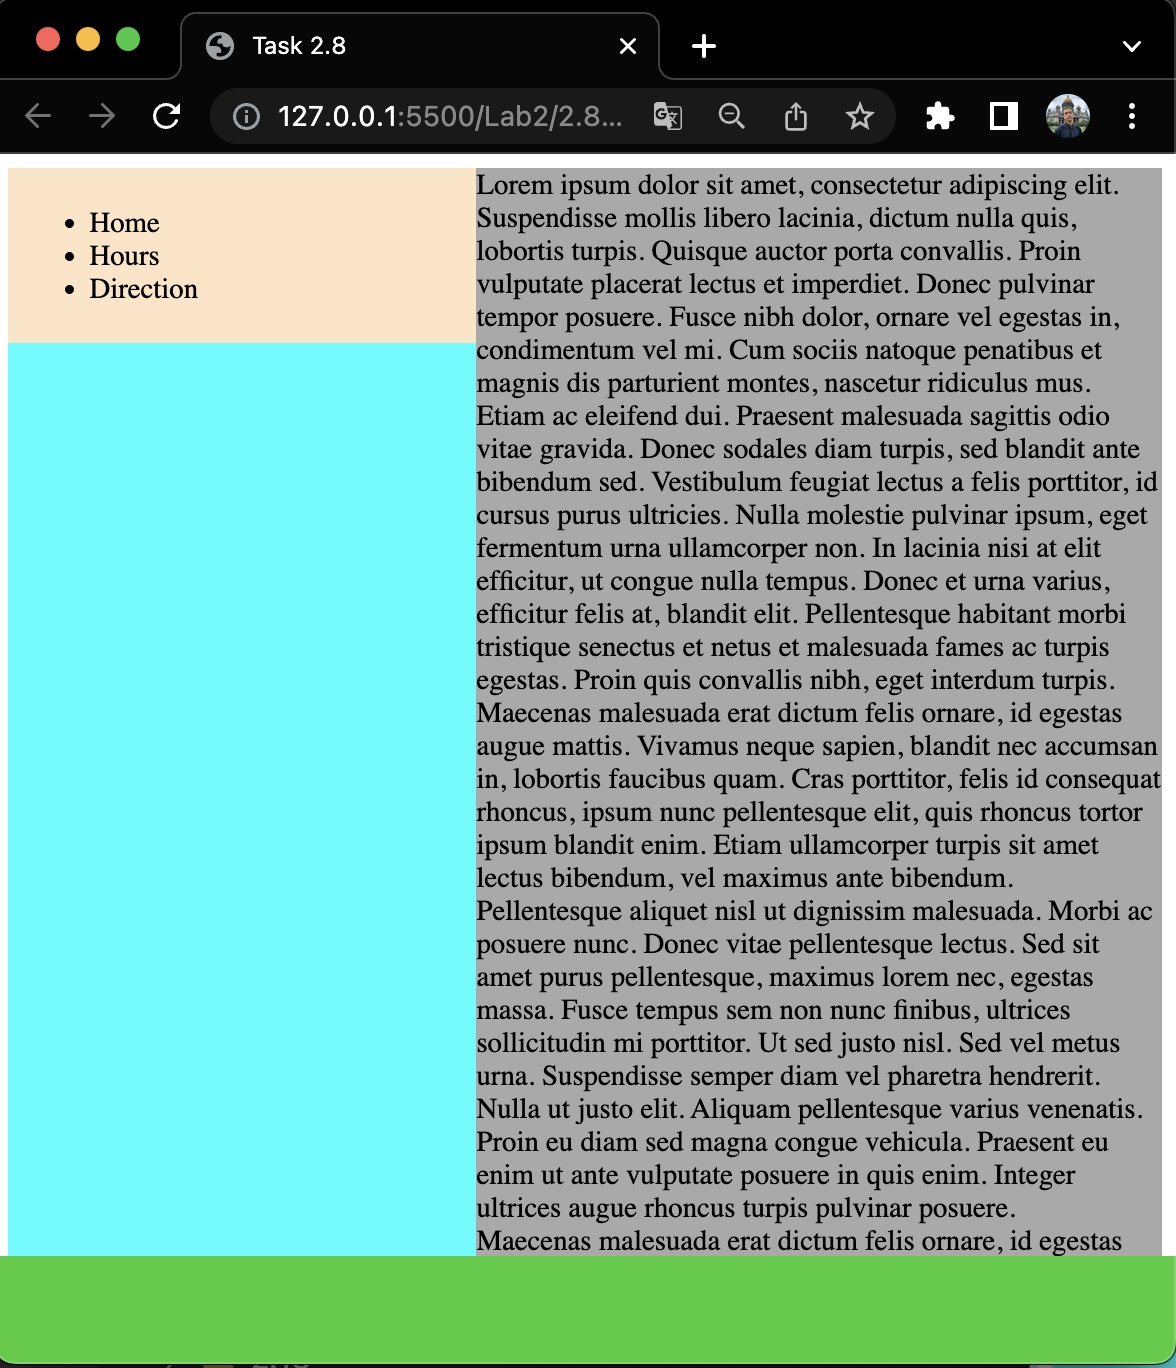 Task 2.8
127.0.0.1:5500/Lab2/2.8...
Home
Hours
Direction
Lorem ipsum dolor sit amet, consectetur adipiscing elit.
Suspendisse mollis libero lacinia, dictum nulla quis,
lobortis turpis. Quisque auctor porta convallis. Proin
vulputate placerat lectus et imperdiet. Donec pulvinar
tempor posuere. Fusce nibh dolor, ornare vel egestas in,
condimentum vel mi. Cum sociis natoque penatibus et
magnis dis parturient montes, nascetur ridiculus mus.
Etiam ac eleifend dui. Praesent malesuada sagittis odio
vitae gravida. Donec sodales diam turpis, sed blandit ante
bibendum sed. Vestibulum feugiat lectus a felis porttitor, id
cursus purus ultricies. Nulla molestie pulvinar ipsum, eget
fermentum urna ullamcorper non. In lacinia nisi at elit
efficitur, ut congue nulla tempus. Donec et urna varius,
efficitur felis at, blandit elit. Pellentesque habitant morbi
tristique senectus et netus et malesuada fames ac turpis
egestas. Proin quis convallis nibh, eget interdum turpis.
Maecenas malesuada erat dictum felis ornare, id egestas
augue mattis. Vivamus neque sapien, blandit nec accumsan
in, lobortis faucibus quam. Cras porttitor, felis id consequat
rhoncus, ipsum nunc pellentesque elit, quis rhoncus tortor
ipsum blandit enim. Etiam ullamcorper turpis sit amet
lectus bibendum, vel maximus ante bibendum.
Pellentesque aliquet nisl ut dignissim malesuada. Morbi ac
posuere nunc. Donec vitae pellentesque lectus. Sed sit
amet purus pellentesque, maximus lorem nec, egestas
massa. Fusce tempus sem non nunc finibus, ultrices
sollicitudin mi porttitor. Ut sed justo nisl. Sed vel metus
urna. Suspendisse semper diam vel pharetra hendrerit.
Nulla ut justo elit. Aliquam pellentesque varius venenatis.
Proin eu diam sed magna congue vehicula. Praesent eu
enim ut ante vulputate posuere in quis enim. Integer
ultrices augue rhoncus turpis pulvinar posuere.
Maecenas malesuada erat dictum felis ornare, id egestas